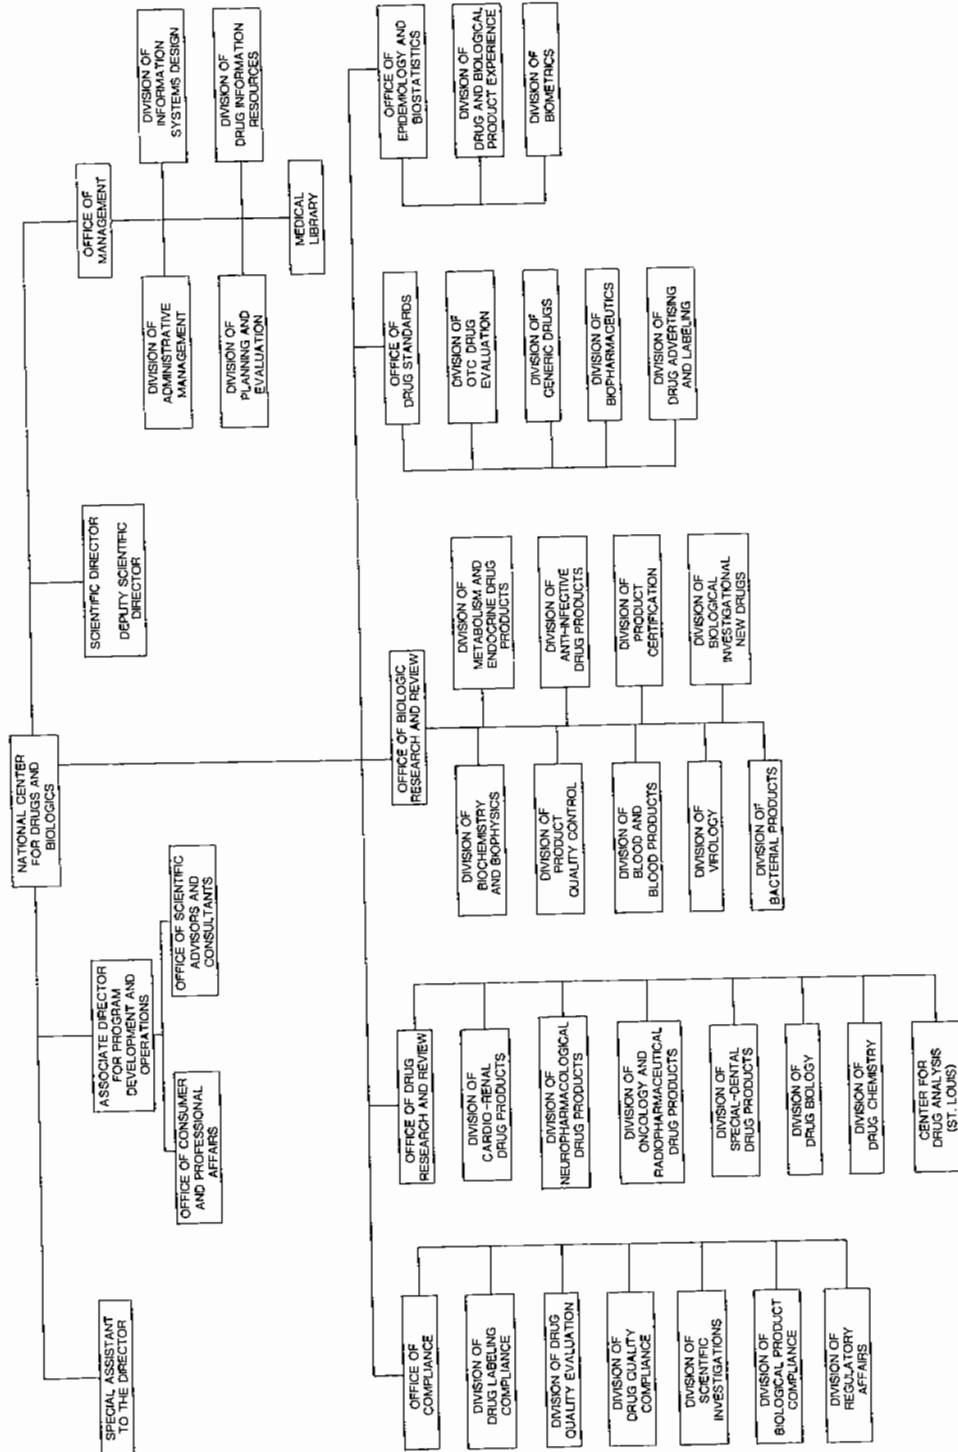 NATIONAL CENTER
FOR DRUGS AND
BIOLOGICS
SPECIAL ASSISTANT
TO THE DIRECTOR
ASSOCIATE DIRECTOR
FOR PROGRAM
DEVELOPMENT AND
OPERATIONS
OFFICE OF CONSUMER
AND PROFESSIONAL
AFFAIRS
OFFICE OF SCIENTIFIC
ADVISORS AND
CONSULTANTS
SCIENTIFIC DIRECTOR
DEPUTY SCIENTIFIC
DIRECTOR
OFFICE OF
MANAGEMENT
DIVISION OF
ADMINISTRATIVE
MANAGEMENT
DIVISION OF
INFORMATION
SYSTEMS DESIGN
DIVISION OF
PLANNING AND
EVALUATION
DIVISION OF
DRUG INFORMATION
RESOURCES
MEDICAL
LIBRARY
OFFICE OF
COMPLIANCE
DIVISION OF
DRUG LABELING
COMPLIANCE
DIVISION OF DRUG
QUALITY EVALUATION
DIVISION OF
DRUG QUALITY
COMPLIANCE
DIVISION OF
SCIENTIFIC
INVESTIGATIONS
DIVISION OF
BIOLOGICAL PRODUCT
COMPLIANCE
DIVISION OF
REGULATORY
AFFAIRS
OFFICE OF DRUG
RESEARCH AND REVIEW
DIVISION OF
CARDIO-RENAL
DRUG PRODUCTS
DIVISION OF
NEUROPHARMACOLOGICAL
DRUG PRODUCTS
DIVISION OF
ONCOLOGY AND
RADIOPHARMACEUTICAL
DRUG PRODUCTS
DIVISION OF
SPECIAL-DENTAL
DRUG PRODUCTS
DIVISION OF
DRUG BIOLOGY
DIVISION OF
DRUG CHEMISTRY
CENTER FOR
DRUG ANALYSIS
(ST. LOUIS)
OFFICE OF BIOLOGIC
RESEARCH AND REVIEW
DIVISION OF
BIOCHEMISTRY
AND BIOPHYSICS
DIVISION OF
METABOLISM AND
ENDOCRINE DRUG
PRODUCTS
DIVISION OF
PRODUCT
QUALITY CONTROL
DIVISION OF
ANTI-INFECTIVE
DRUG PRODUCTS
DIVISION OF
BLOOD AND
BLOOD PRODUCTS
DIVISION OF
PRODUCT
CERTIFICATION
DIVISION OF
VIROLOGY
DIVISION OF
BIOLOGICAL
INVESTIGATIONAL
NEW DRUGS
DIVISION OF
BACTERIAL PRODUCTS
OFFICE OF
DRUG STANDARDS
DIVISION OF
OTC DRUG
EVALUATION
DIVISION OF
GENERIC DRUGS
DIVISION OF
BIOPHARMACEUTICS
DIVISION OF
DRUG ADVERTISING
AND LABELING
OFFICE OF
EPIDEMIOLOGY AND
BIOSTATISTICS
DIVISION OF
DRUG AND BIOLOGICAL
PRODUCT EXPERIENCE
DIVISION OF
BIOMETRICS